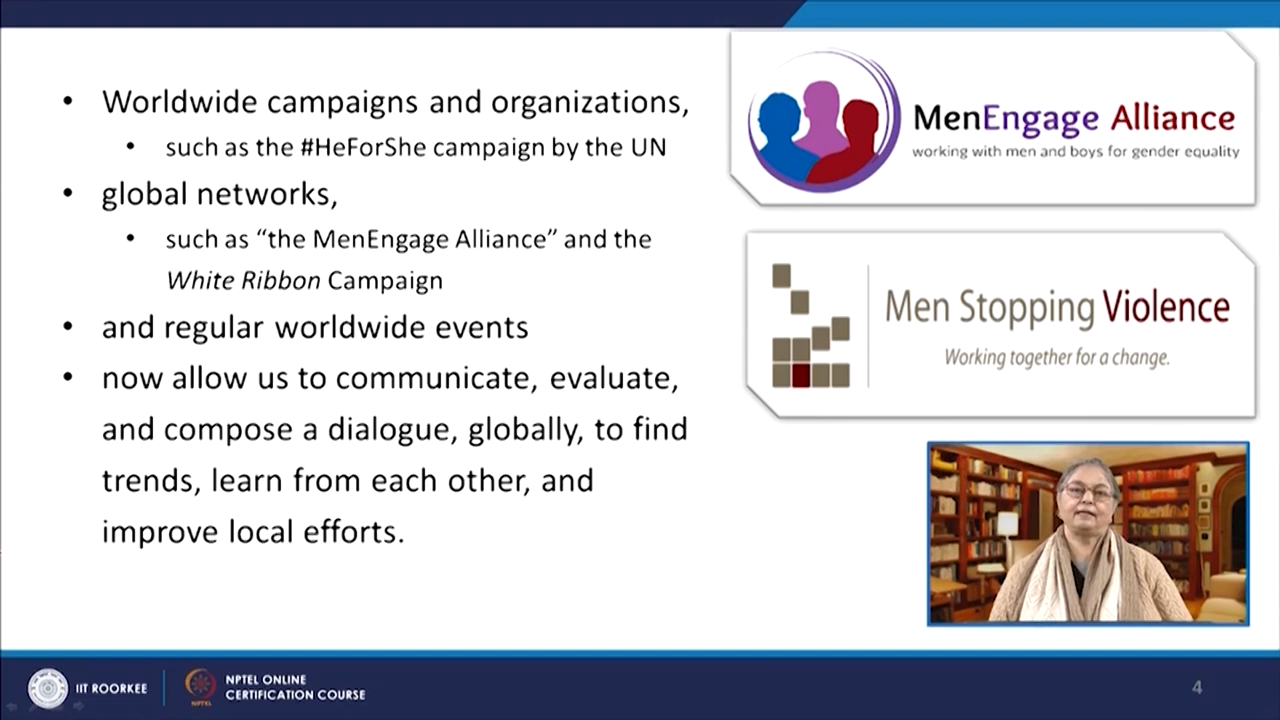 • Worldwide campaigns and organizations,
• such as the #HeForShe campaign by the UN
• global networks,
• such as “the MenEngage Alliance” and the
White Ribbon Campaign
• and regular worldwide events
• now allow us to communicate, evaluate,
and compose a dialogue, globally, to find
trends, learn from each other, and
improve local efforts.
MenEngage Alliance
working with men and boys for gender equality
Men Stopping Violence
Working together for a change.
IIT ROORKEE
NPTEL
NPTEL ONLINE
CERTIFICATION COURSE
4